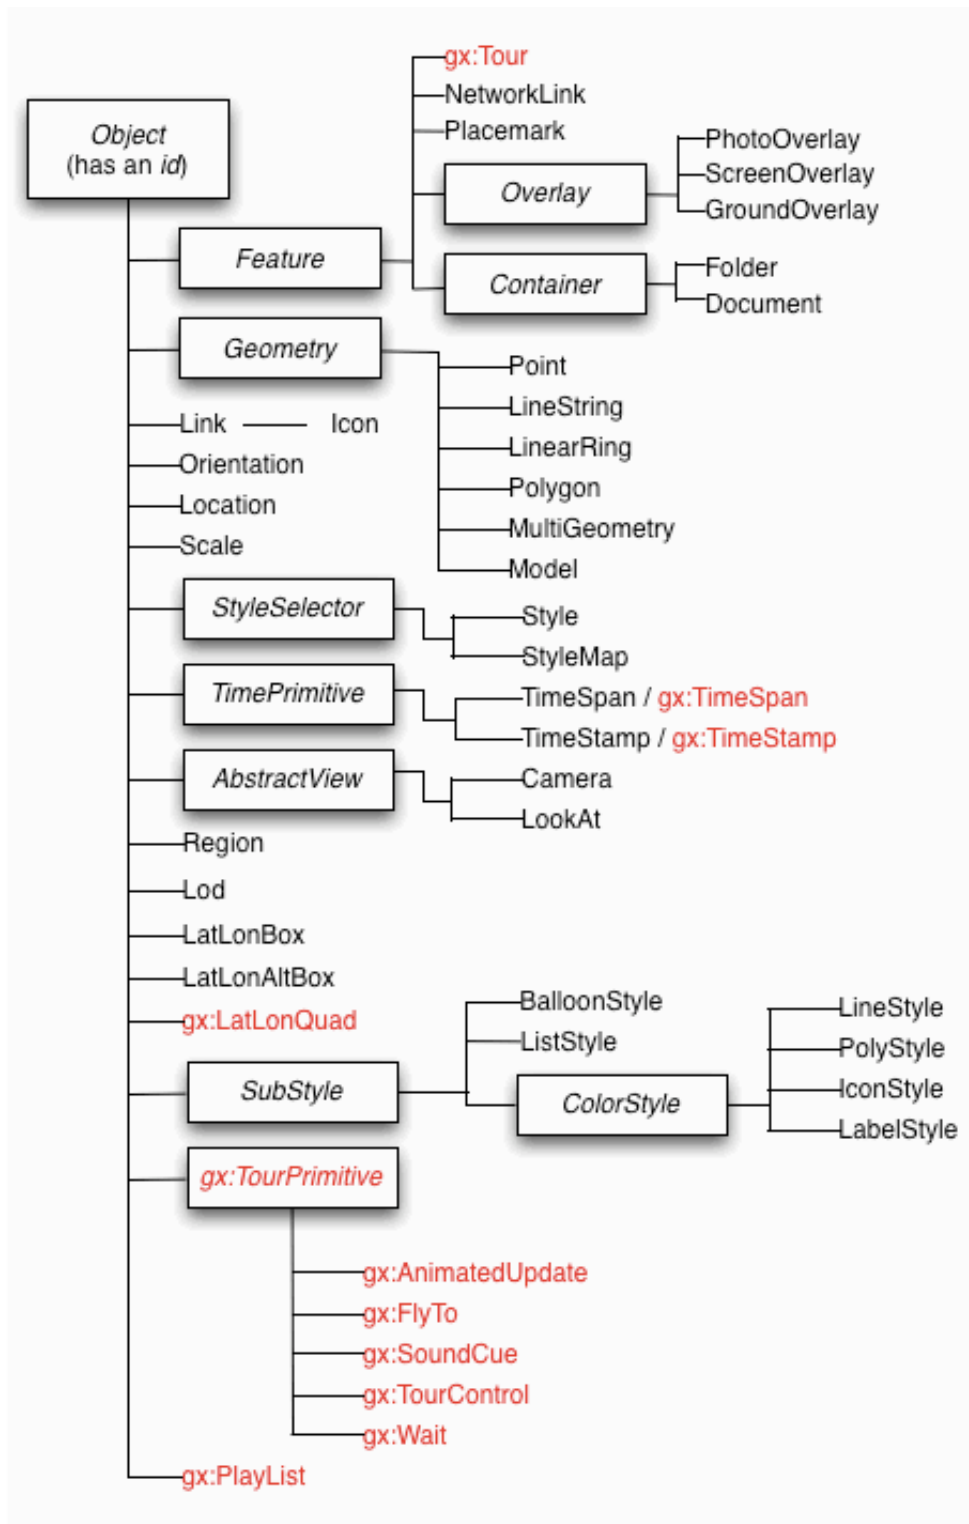 gx:Tour
NetworkLink
Object
(has an id)
Placemark
PhotoOverlay
Overlay
ScreenOverlay
GroundOverlay
Feature
Container
Folder
Document
Geometry
Point
LineString
Link
Icon
LinearRing
Orientation
Polygon
Location
MultiGeometry
Scale
Model
StyleSelector
Style
StyleMap
TimePrimitive
TimeSpan / gx:TimeSpan
TimeStamp / gx:TimeStamp
AbstractView
Camera
LookAt
Region
Lod
LatLonBox
LatLonAltBox
gx:LatLonQuad
BalloonStyle
LineStyle
ListStyle
PolyStyle
SubStyle
ColorStyle
IconStyle
LabelStyle
gx:TourPrimitive
gx:AnimatedUpdate
gx:FlyTo
gx:SoundCue
gx:TourControl
gx:Wait
gx:PlayList